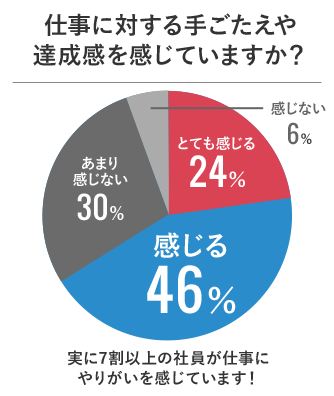 仕事に対する手ごたえや
達成感を感じていますか？
感じない
6%
とても感じる
24%
あまり
感じない
30%
感じる
46%
実に7割以上の社員が仕事に
やりがいを感じています！